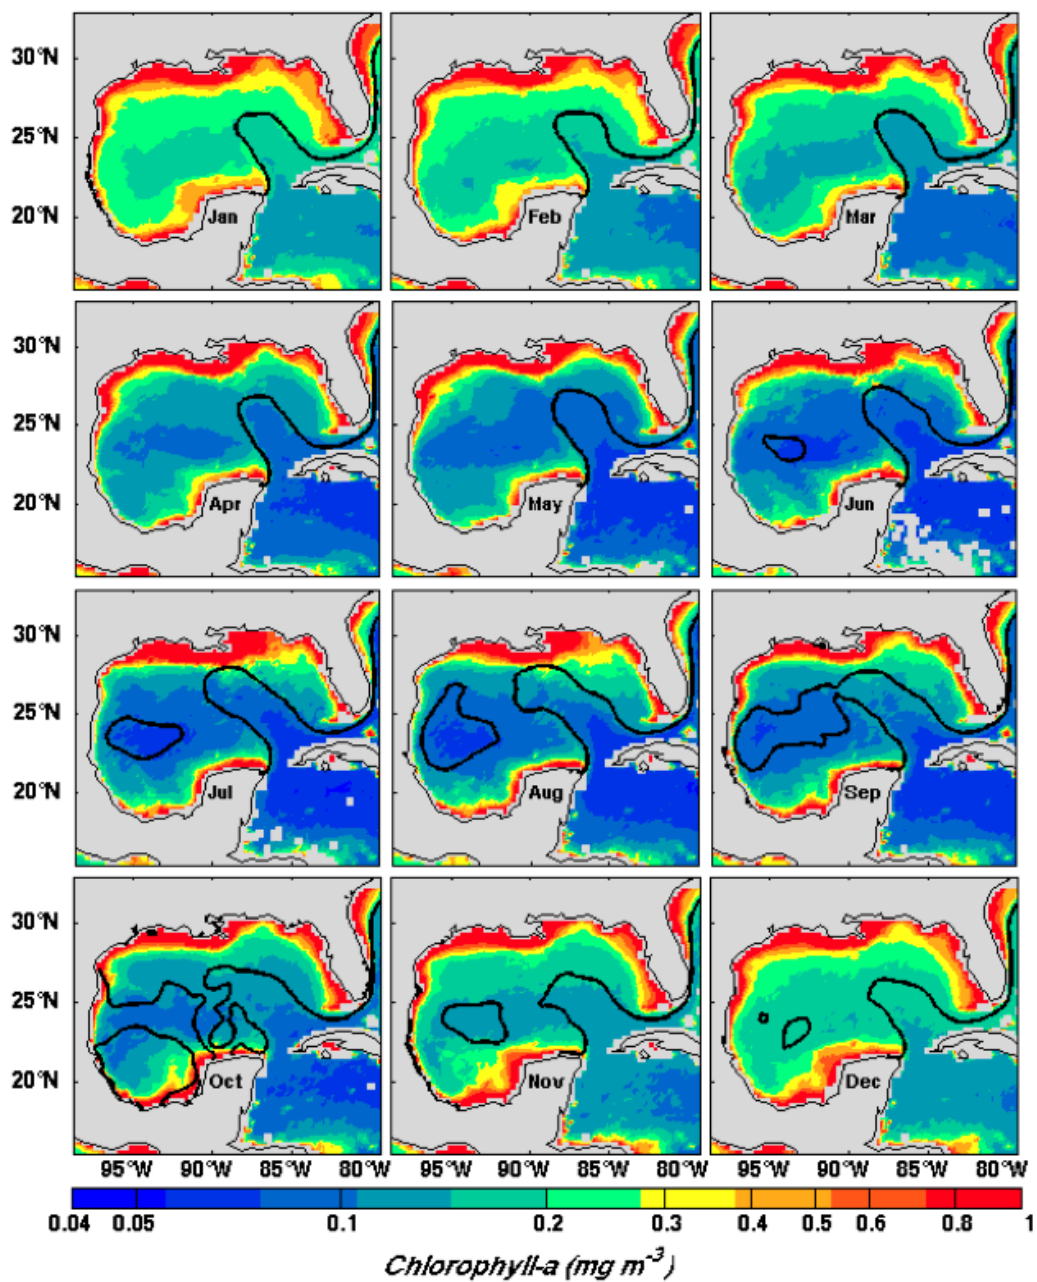 30°N
25°N
20°N
Jan
Feb
Mar
30°N
25°N
20°N
Apr
May
Jun
30°N
25°N
20°N
Jul
Aug
Sep
30°N
25°N
20°N
Oct
Nov
Dec
95°W 90°W 85°W 80°W 95°W 90°W 85°W 80°W 95°W 90°W 85°W 80°W
0.04 0.05 0.1 0.2 0.3 0.4 0.5 0.6 0.8 1
Chlorophyll-a (mg m⁻³)